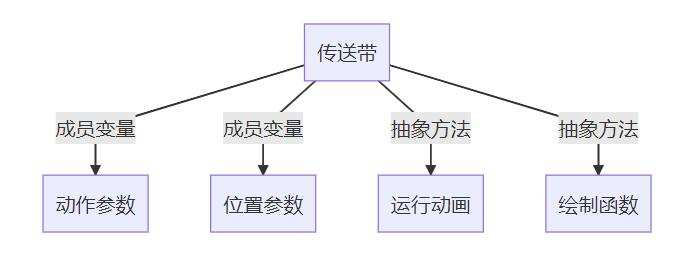 传送带
成员变量
成员变量
抽象方法
抽象方法
动作参数
位置参数
运行动画
绘制函数